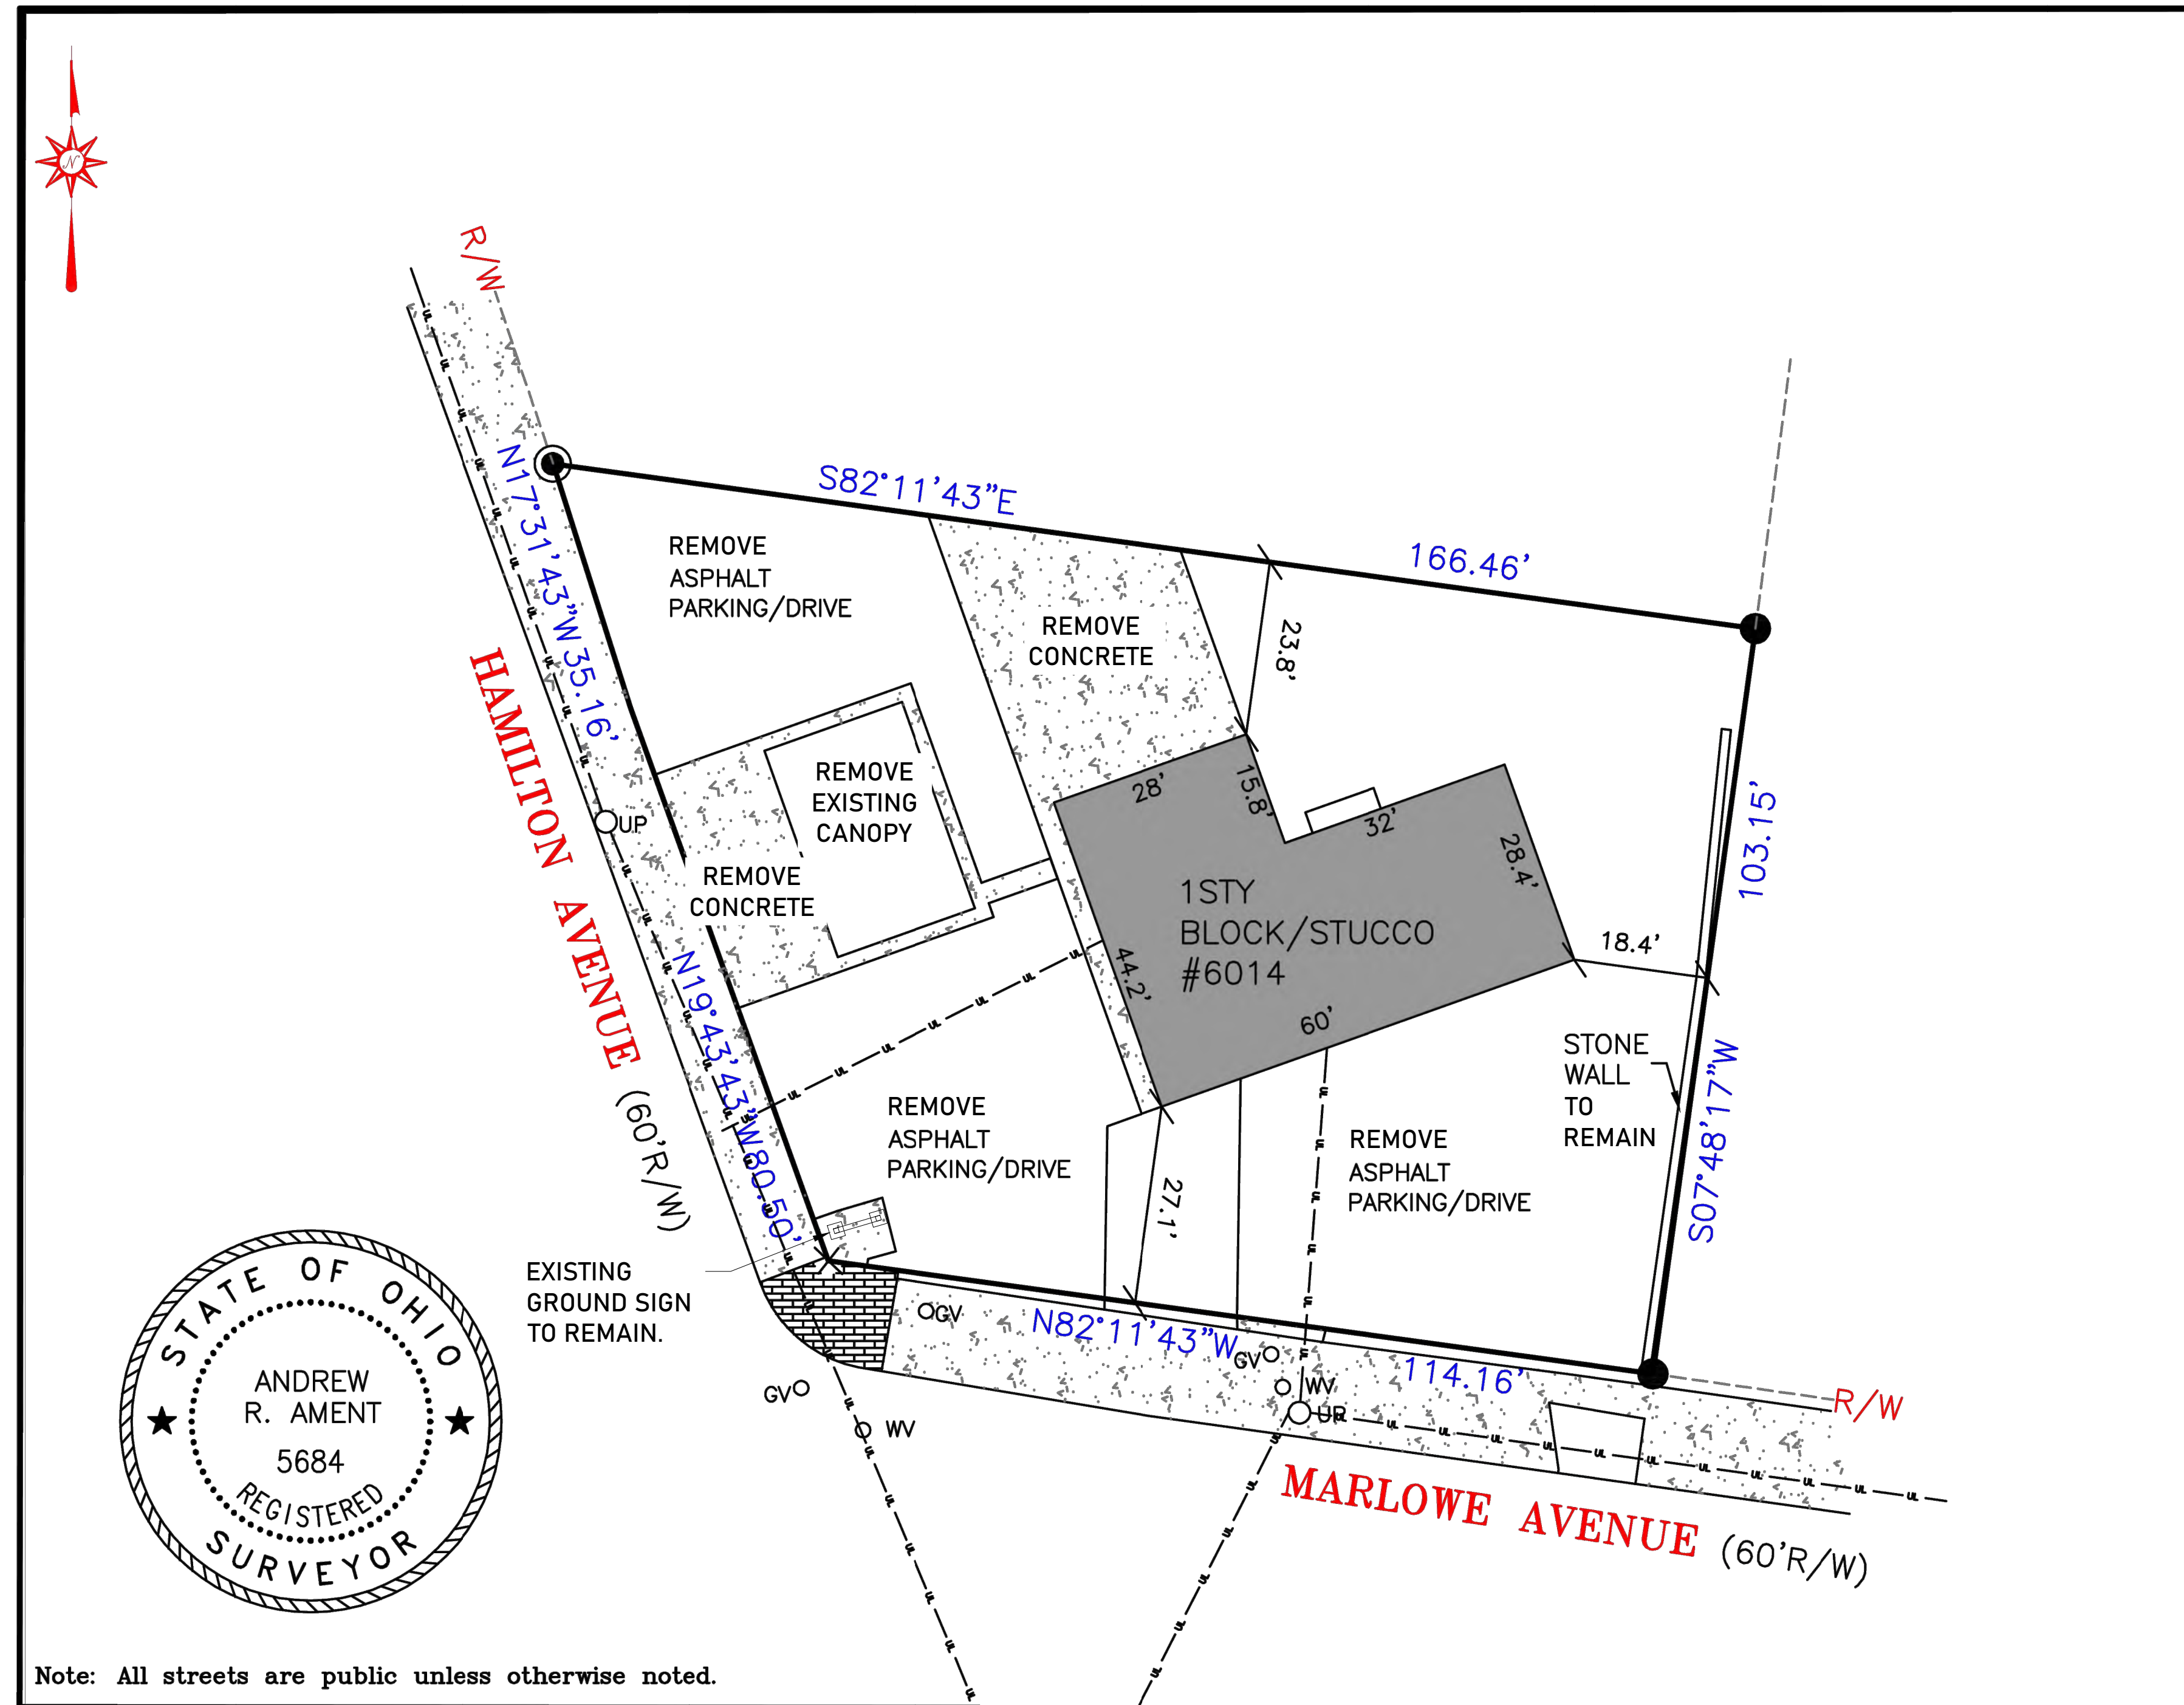 N
R/W
S82°11'43"E
166.46'
N17°31'43"W 35.16'
REMOVE
ASPHALT
PARKING/DRIVE
REMOVE
CONCRETE
23.8'
HAMILTON AVENUE (60'R/W)
UP
REMOVE
EXISTING
CANOPY
REMOVE
CONCRETE
28'
15.8'
32'
28.4'
103.15'
1STY
BLOCK/STUCCO
#6014
44.2'
60'
18.4'
N19°43'43"W 80.50'
STONE
WALL
TO
REMAIN
S07°48'17"W
REMOVE
ASPHALT
PARKING/DRIVE
27.1'
REMOVE
ASPHALT
PARKING/DRIVE
EXISTING
GROUND SIGN
TO REMAIN.
GV
N82°11'43"W
114.16'
GV
WV
UP
GV
WV
R/W
MARLOWE AVENUE (60'R/W)
STATE OF OHIO
ANDREW
R. AMENT
5684
REGISTERED
SURVEYOR
Note: All streets are public unless otherwise noted.